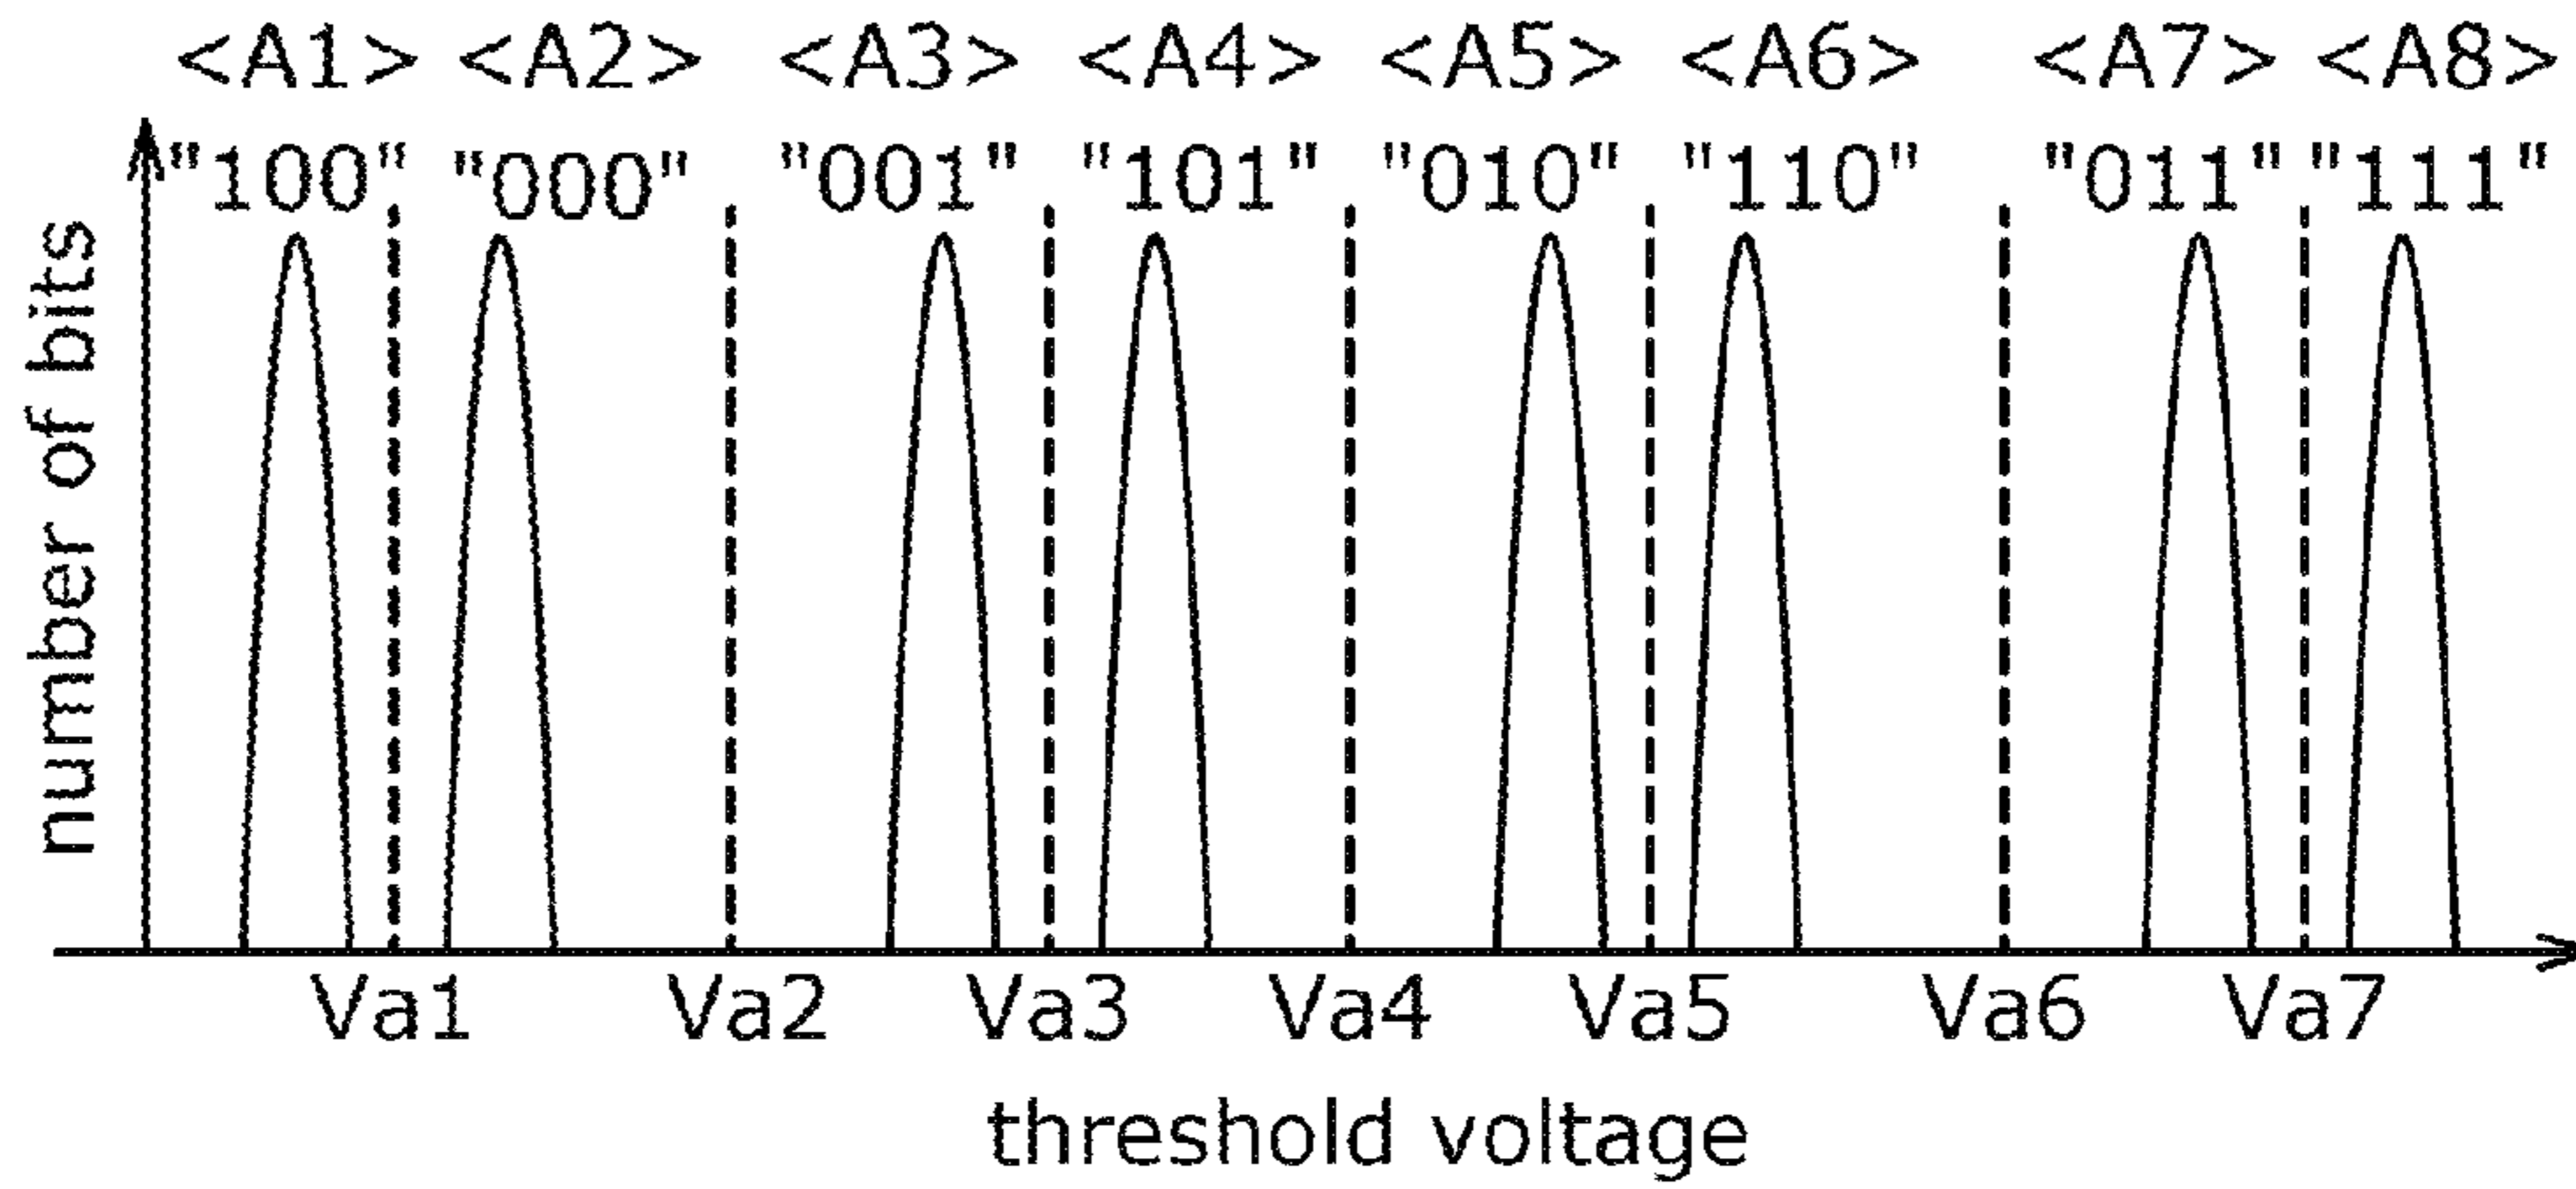 <A1> <A2> <A3> <A4> <A5> <A6> <A7> <A8>
"100" "000" "001" "101" "010" "110" "011" "111"
number of bits
Va1 Va2 Va3 Va4 Va5 Va6 Va7
threshold voltage